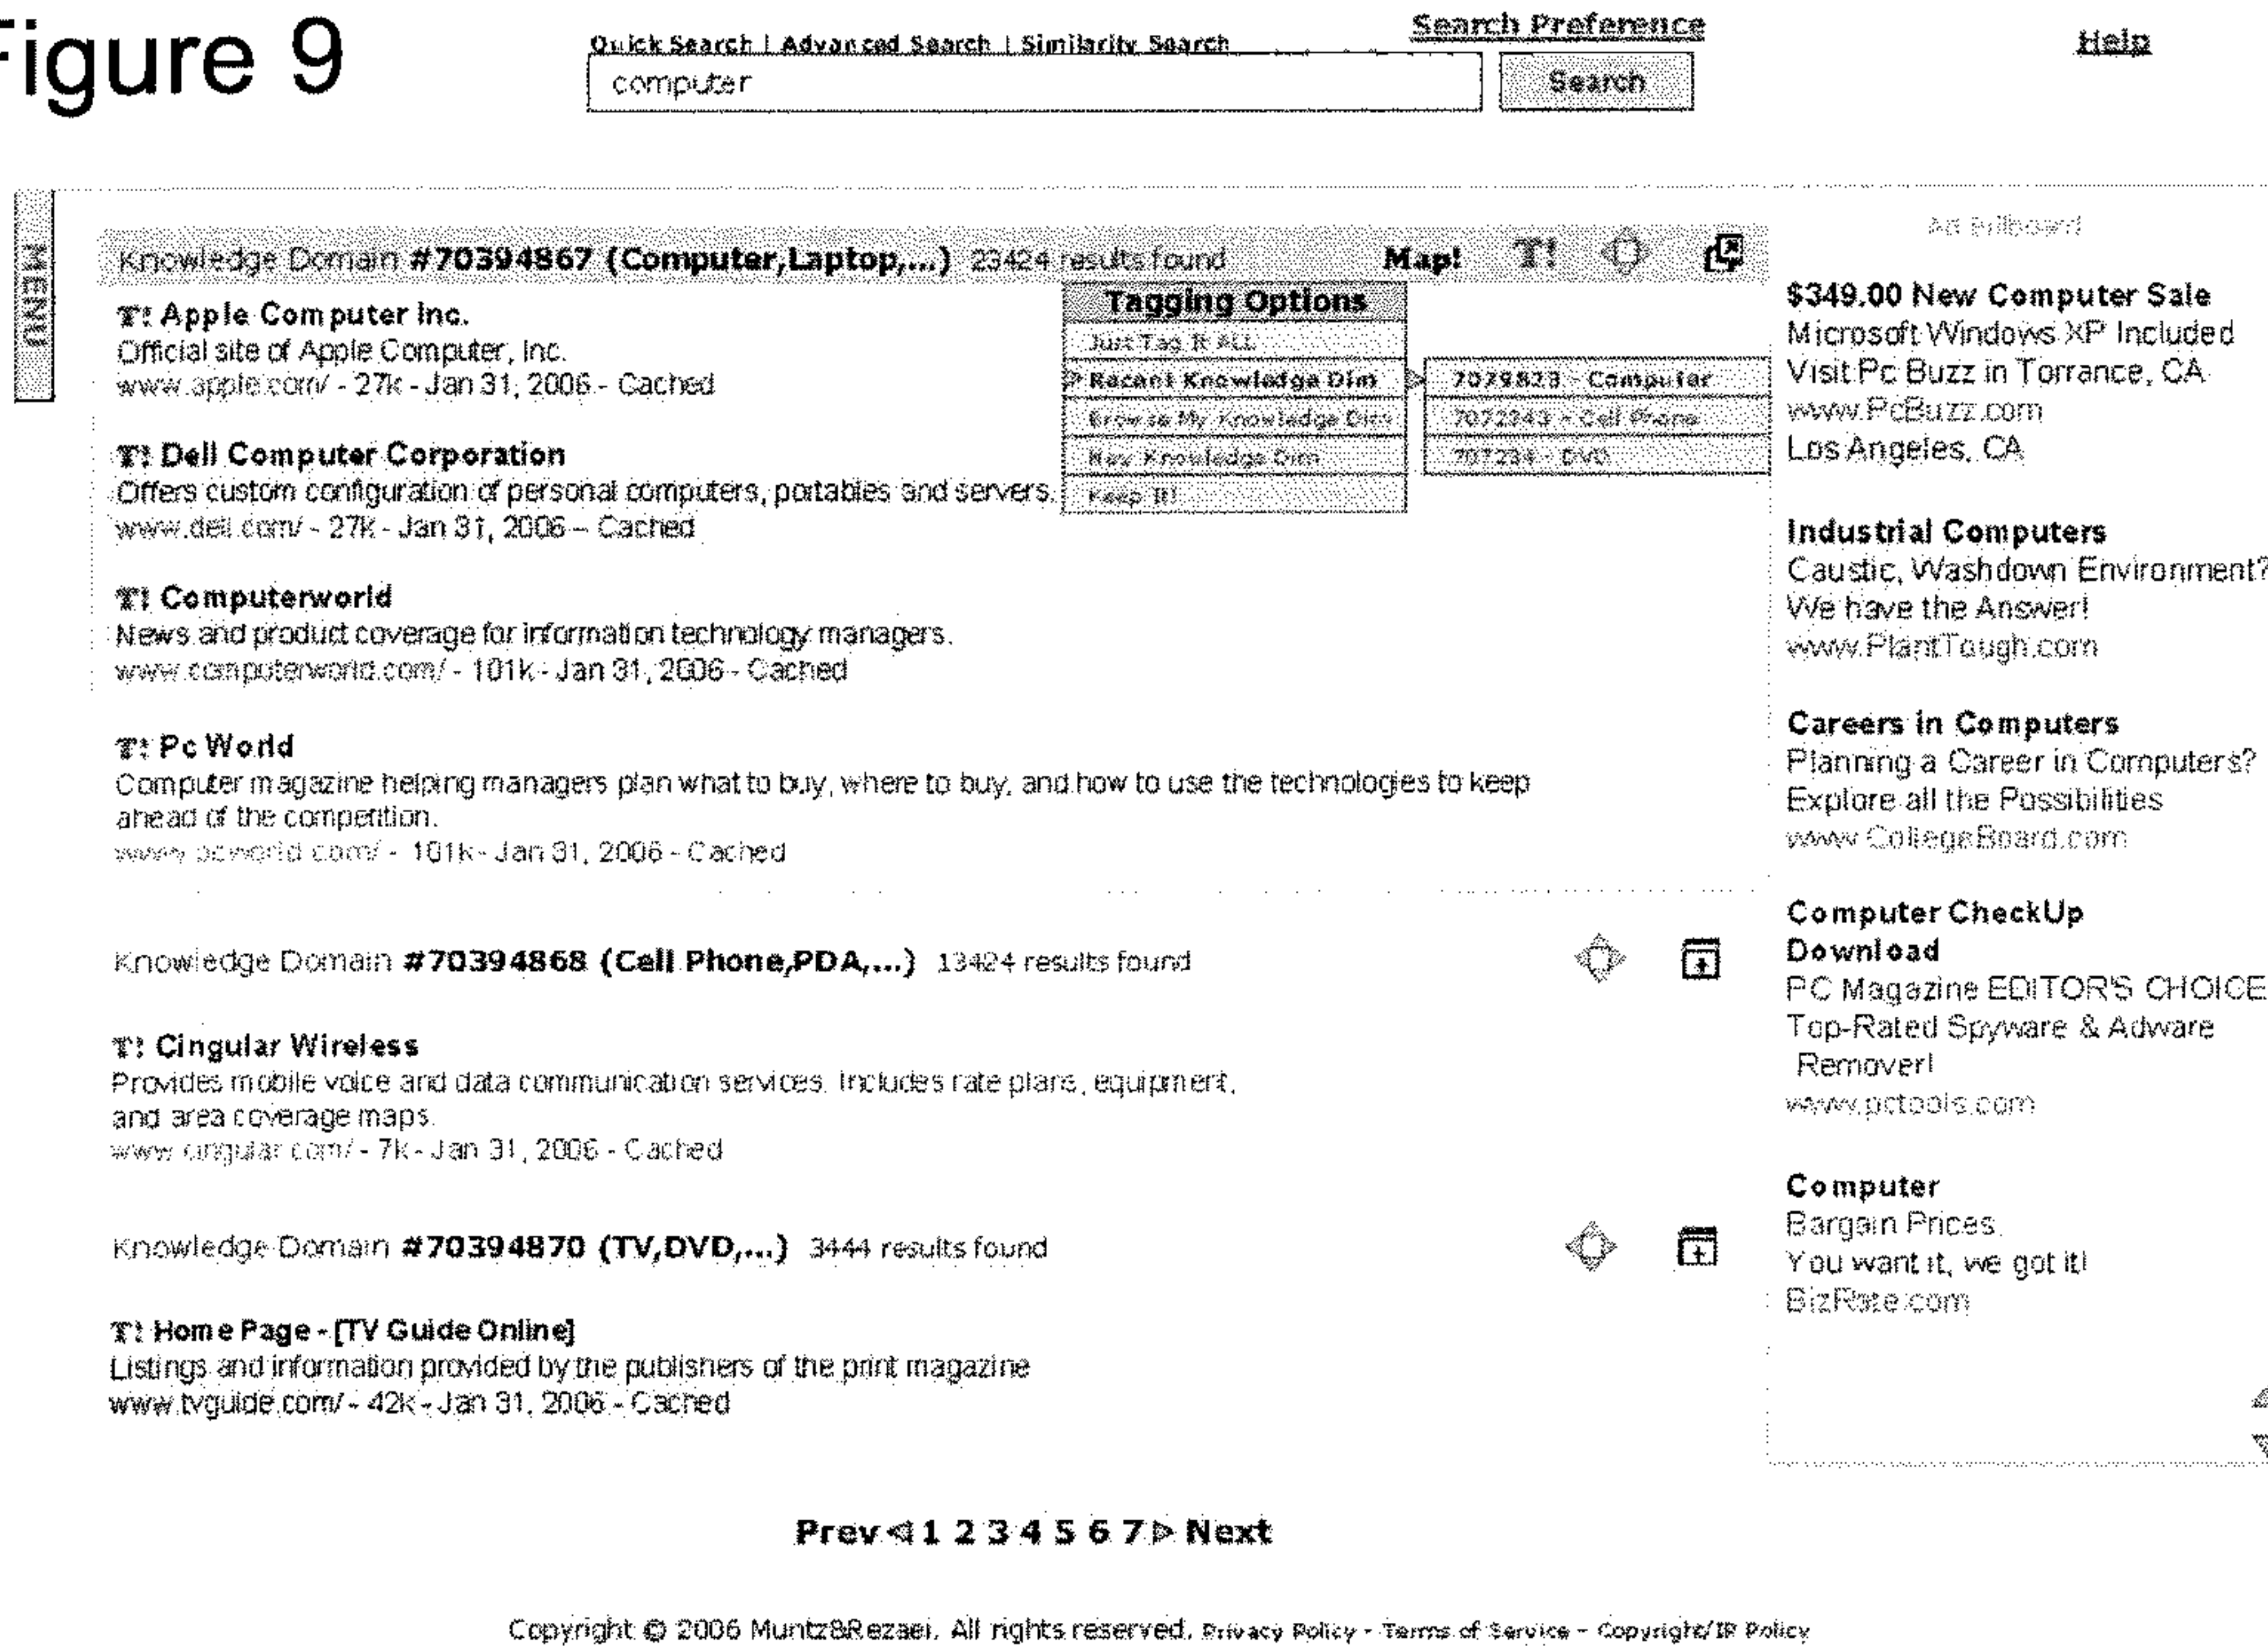 Figure 9
Quick Search | Advanced Search | Similarity Search
Search Preference
Help
computer
Search
MENU
Knowledge Domain #70394867 (Computer,Laptop,...) 23424 results found
Map! T!
Tagging Options
Just Tag It ALL
Recent Knowledge Dim
Browse My Knowledge Dim
New Knowledge Dim
Keep It!
7079823 - Computer
7072343 - Cell Phone
707234 - DVD
T! Apple Computer Inc.
Official site of Apple Computer, Inc.
www.apple.com/ - 27k - Jan 31, 2006 - Cached
T! Dell Computer Corporation
Offers custom configuration of personal computers, portables and servers.
www.dell.com/ - 27k - Jan 31, 2006 – Cached
T! Computerworld
News and product coverage for information technology managers.
www.computerworld.com/ - 101k - Jan 31, 2006 - Cached
T! Pc World
Computer magazine helping managers plan what to buy, where to buy, and how to use the technologies to keep
ahead of the competition.
www.pcworld.com/ - 101k - Jan 31, 2006 - Cached
Knowledge Domain #70394868 (Cell Phone,PDA,...) 13424 results found
T! Cingular Wireless
Provides mobile voice and data communication services. Includes rate plans, equipment,
and area coverage maps.
www.cingular.com/ - 7k - Jan 31, 2006 - Cached
Knowledge Domain #70394870 (TV,DVD,...) 3444 results found
T! Home Page - [TV Guide Online]
Listings and information provided by the publishers of the print magazine
www.tvguide.com/ - 42k - Jan 31, 2006 - Cached
Ad Billboard
$349.00 New Computer Sale
Microsoft Windows XP Included
Visit Pc Buzz in Torrance, CA
www.PcBuzz.com
Los Angeles, CA
Industrial Computers
Caustic, Washdown Environment?
We have the Answer!
www.PlantTough.com
Careers in Computers
Planning a Career in Computers?
Explore all the Possibilities
www.CollegeBoard.com
Computer CheckUp
Download
PC Magazine EDITOR'S CHOICE
Top-Rated Spyware & Adware
Remover!
www.pctools.com
Computer
Bargain Prices.
You want it, we got it!
BizRate.com
Prev 1 2 3 4 5 6 7 Next
Copyright © 2006 Muntz&Rezaei. All rights reserved. Privacy Policy - Terms of Service - Copyright/IP Policy